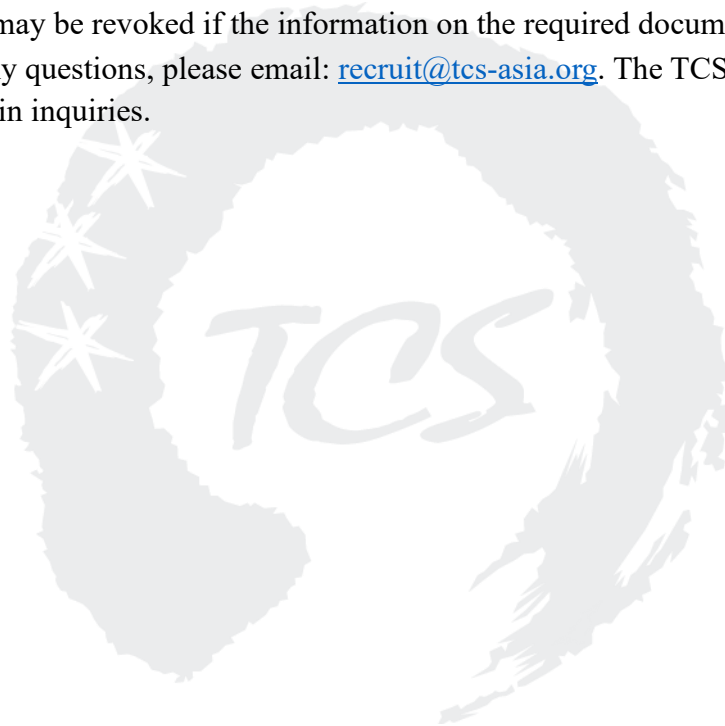 may be revoked if the information on the required docum
y questions, please email: recruit@tcs-asia.org. The TCS
in inquiries.
TCS